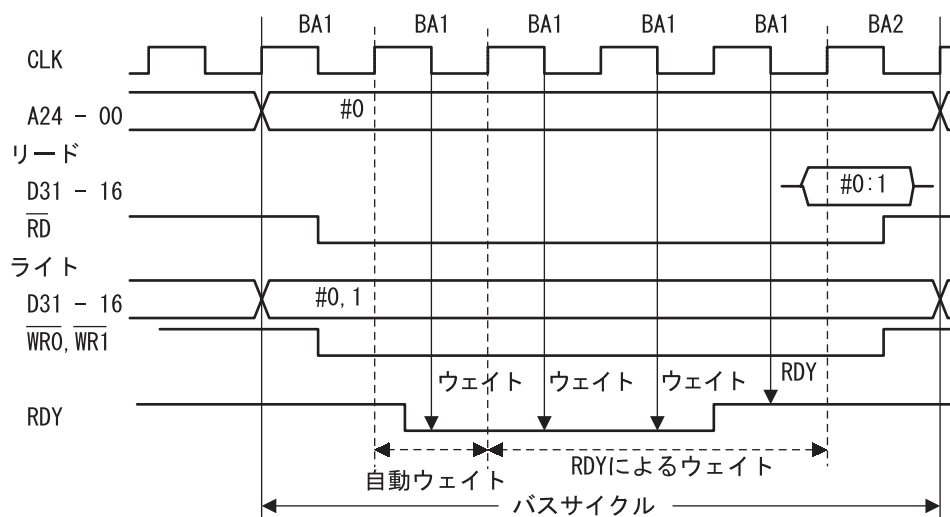 BA1 BA1 BA1 BA1 BA1 BA2
CLK
A24 - 00 #0
リード
D31 - 16 #0:1
RD
ライト
D31 - 16 #0,1
WR0, WR1
ウェイト ウェイト ウェイト RDY
RDY
自動ウェイト RDYによるウェイト
バスサイクル